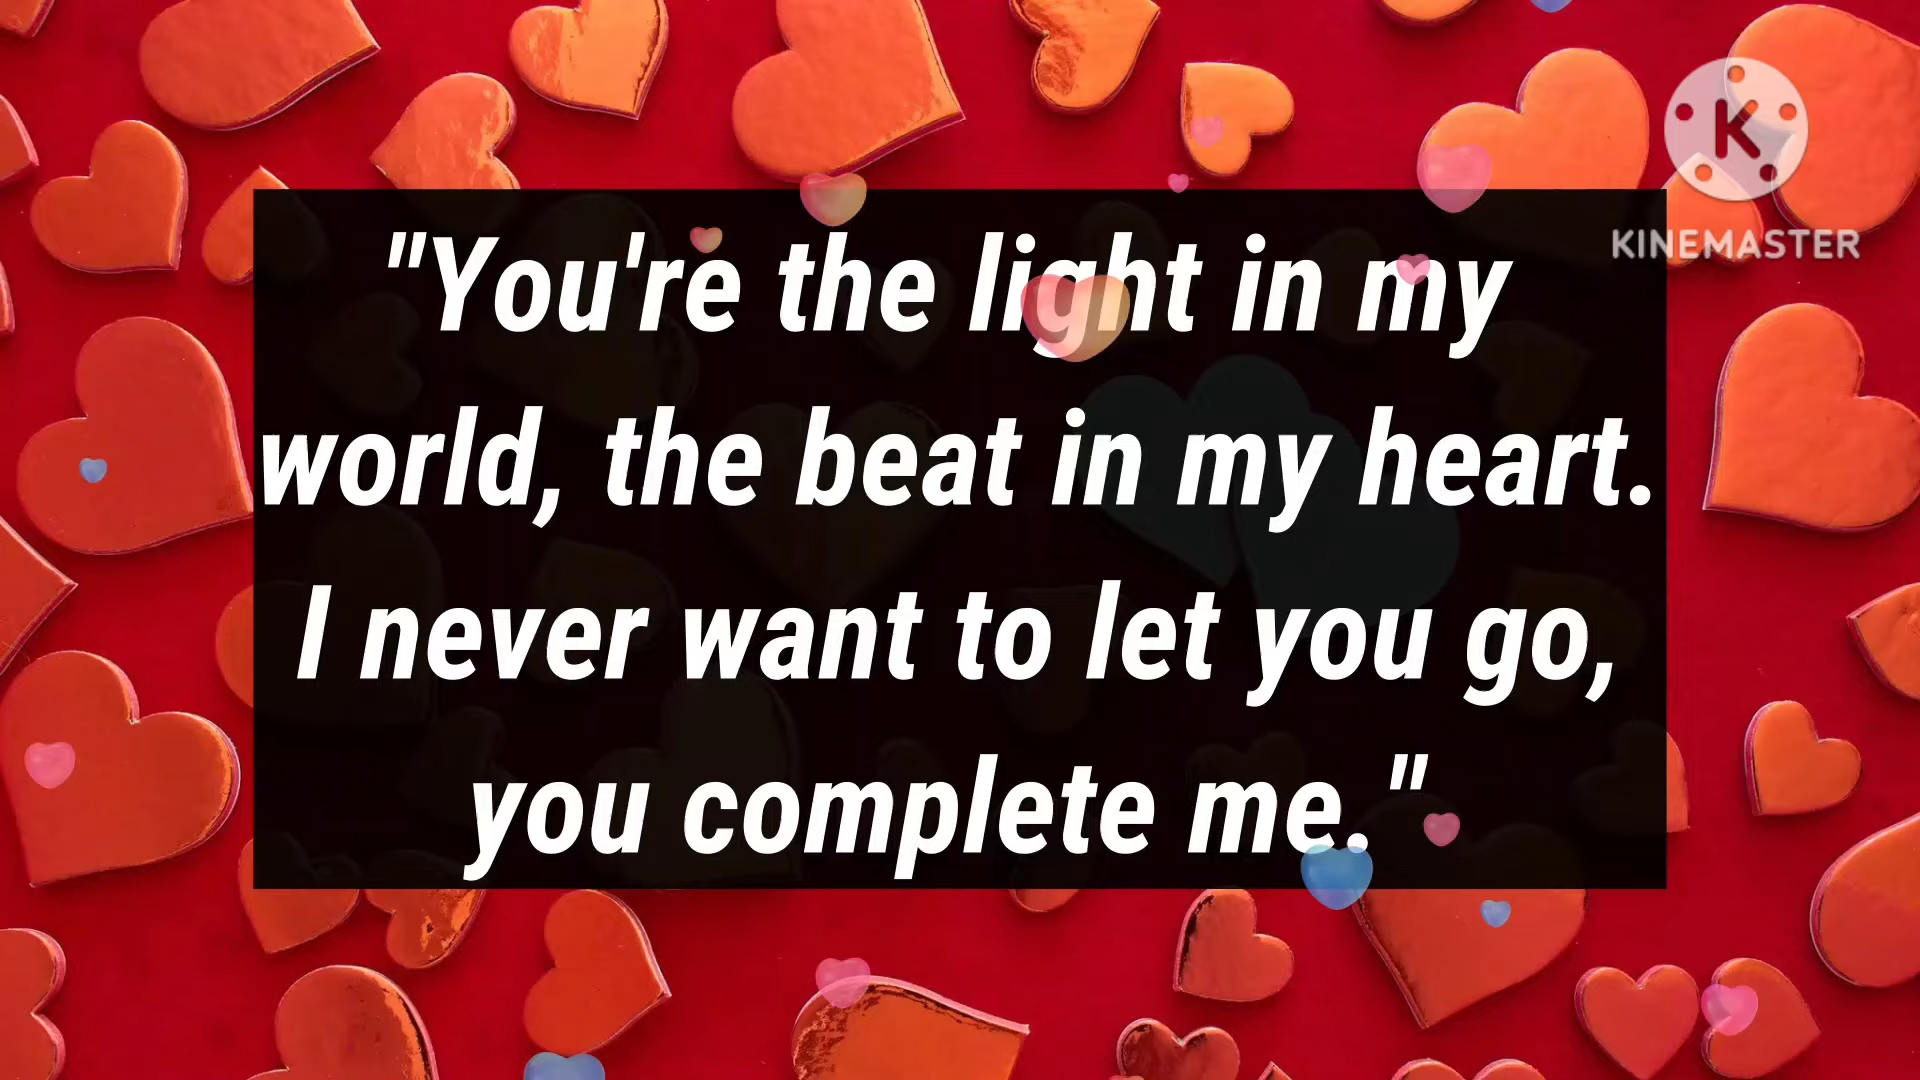 "You're the light in my
world, the beat in my heart.
I never want to let you go,
you complete me."
K
KINEMASTER